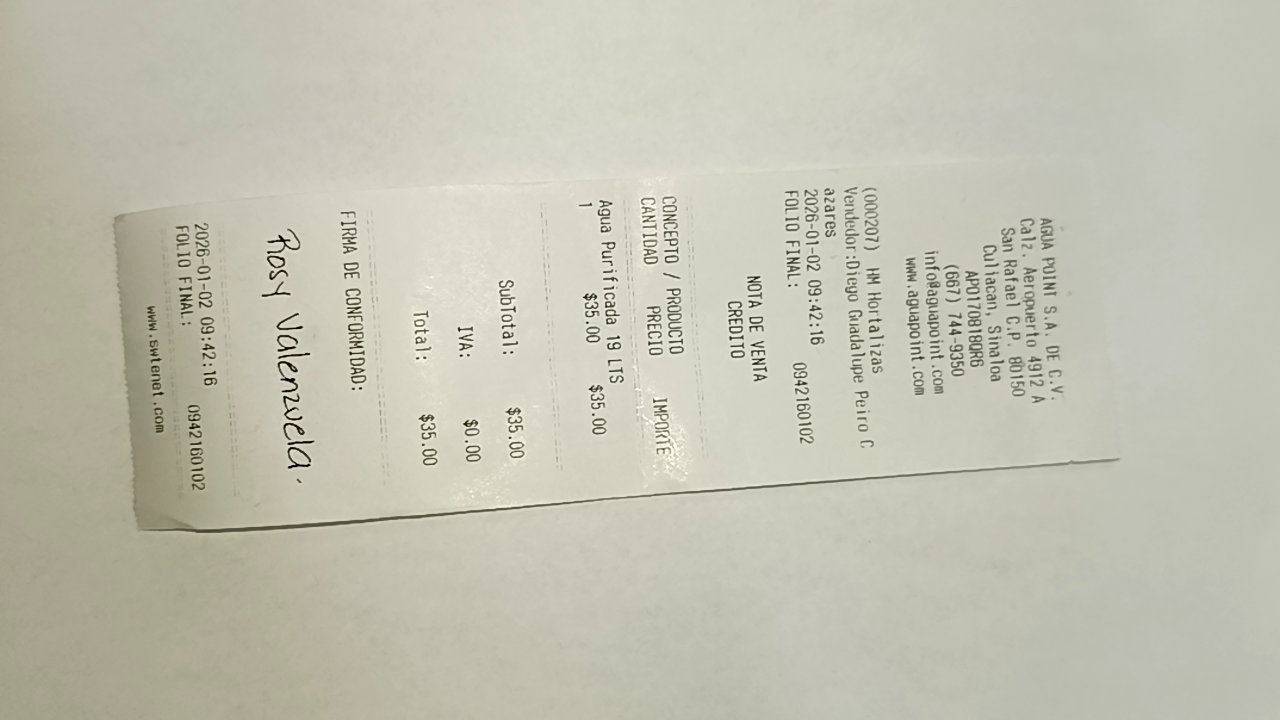 AGUA POINT S.A. DE C.V.
Calz. Aeropuerto 4912 A
San Rafael C.P. 80150
Culiacan, Sinaloa
APO1708180R6
(667) 744-9350
info@aguapoint.com
www.aguapoint.com
(000207) HM Hortalizas
Vendedor:Diego Guadalupe Peiro C
azares
2026-01-02 09:42:16
FOLIO FINAL: 0942160102
NOTA DE VENTA
CREDITO
CONCEPTO / PRODUCTO
CANTIDAD PRECIO IMPORTE
Agua Purificada 19 LTS
1 $35.00 $35.00
SubTotal: $35.00
IVA: $0.00
Total: $35.00
FIRMA DE CONFORMIDAD:
Rosy Valenzuela.
2026-01-02 09:42:16
FOLIO FINAL: 0942160102
www.swtenet.com